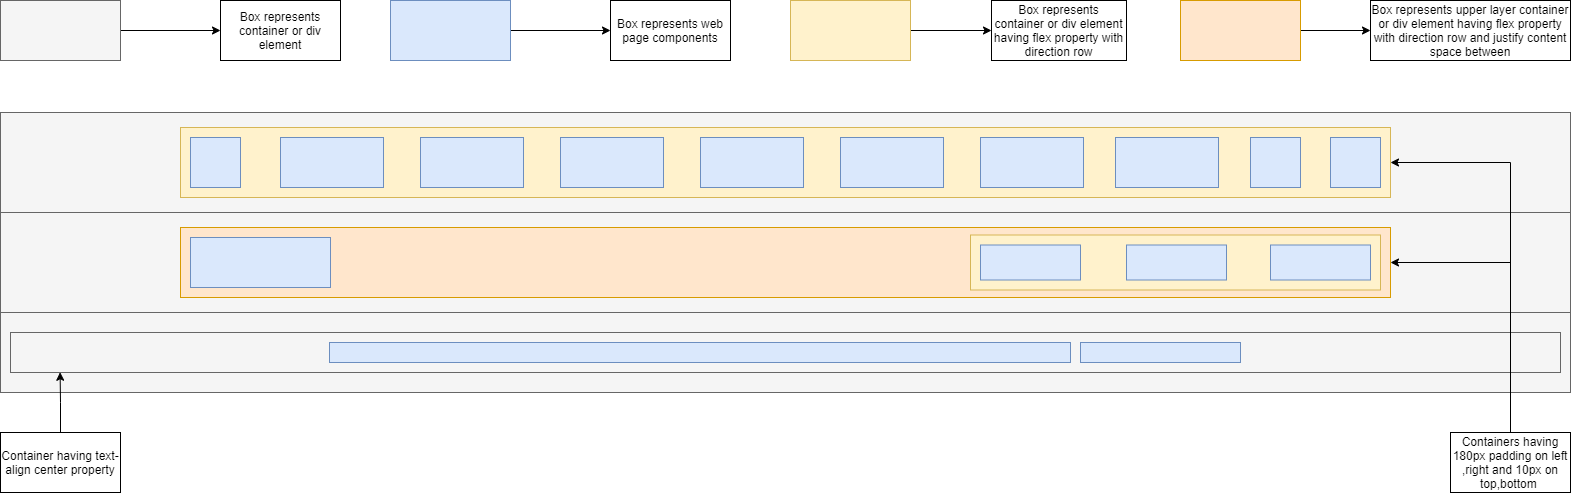 Box represents
container or div
element
Box represents web
page components
Box represents
container or div element
having flex property with
direction row
Box represents upper layer container
or div element having flex property
with direction row and justify content
space between
Container having text-
align center property
Containers having
180px padding on left
,right and 10px on
top,bottom